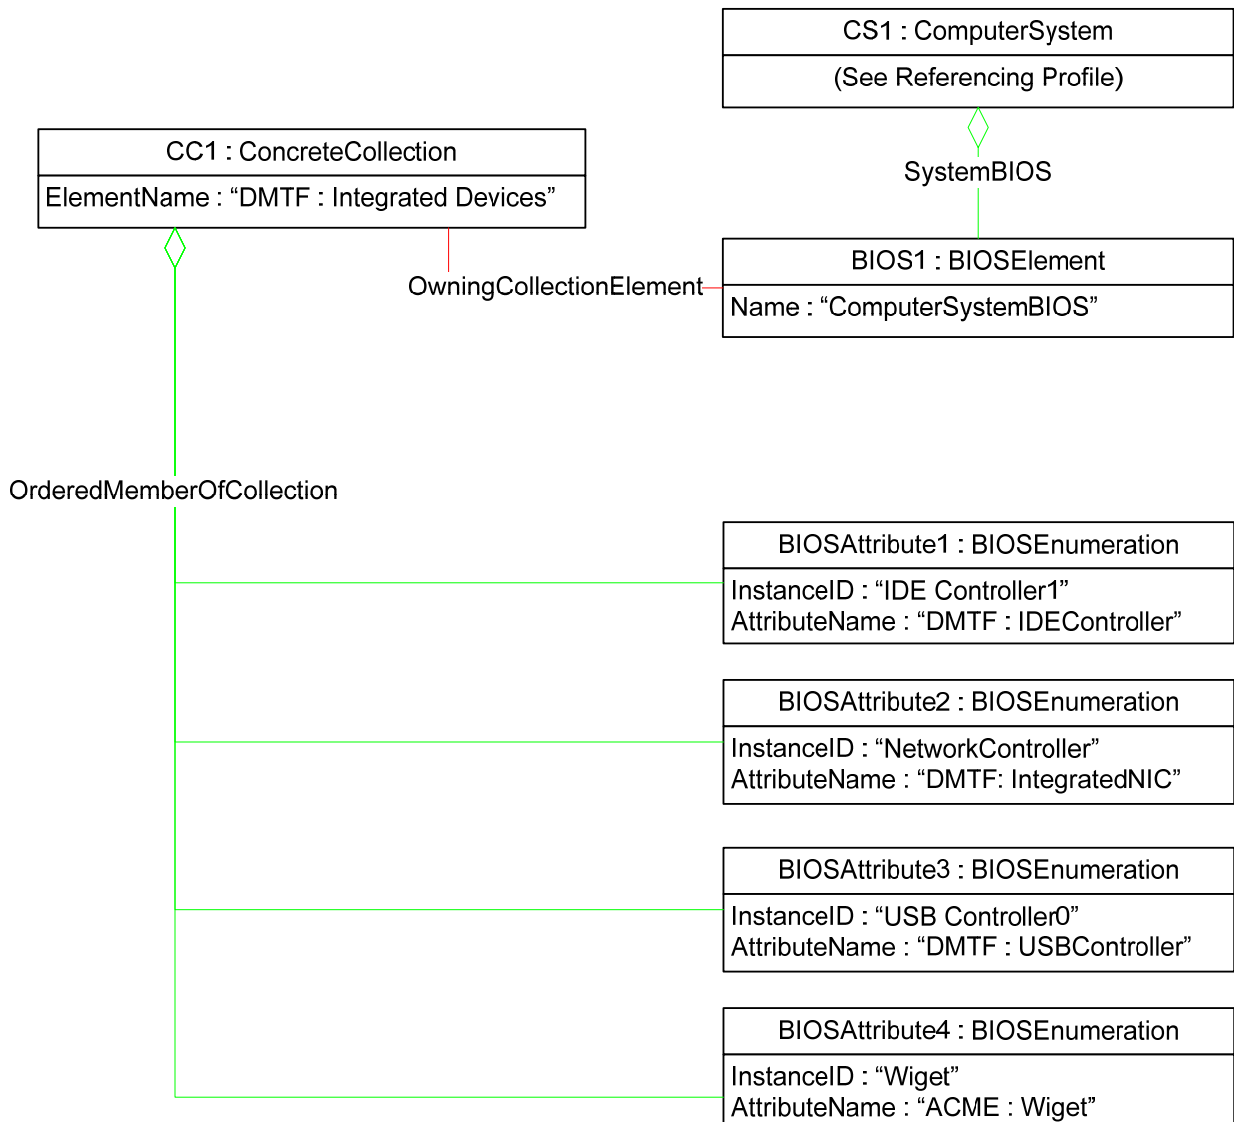 CS1 : ComputerSystem
(See Referencing Profile)
CC1 : ConcreteCollection
ElementName : “DMTF : Integrated Devices”
SystemBIOS
BIOS1 : BIOSElement
Name : “ComputerSystemBIOS”
OwningCollectionElement
OrderedMemberOfCollection
BIOSAttribute1 : BIOSEnumeration
InstanceID : “IDE Controller1”
AttributeName : “DMTF : IDEController”
BIOSAttribute2 : BIOSEnumeration
InstanceID : “NetworkController”
AttributeName : “DMTF: IntegratedNIC”
BIOSAttribute3 : BIOSEnumeration
InstanceID : “USB Controller0”
AttributeName : “DMTF : USBController”
BIOSAttribute4 : BIOSEnumeration
InstanceID : “Wiget”
AttributeName : “ACME : Wiget”